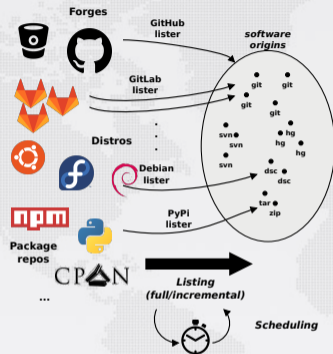 Forges
GitHub
lister
software
origins
GitLab
lister
git
git
git
git
svn
svn
svn
hg
hg
hg
Distros
Debian
lister
dsc
dsc
npm
PyPi
lister
tar
zip
Package
repos
CPAN
...
Listing
(full/incremental)
Scheduling